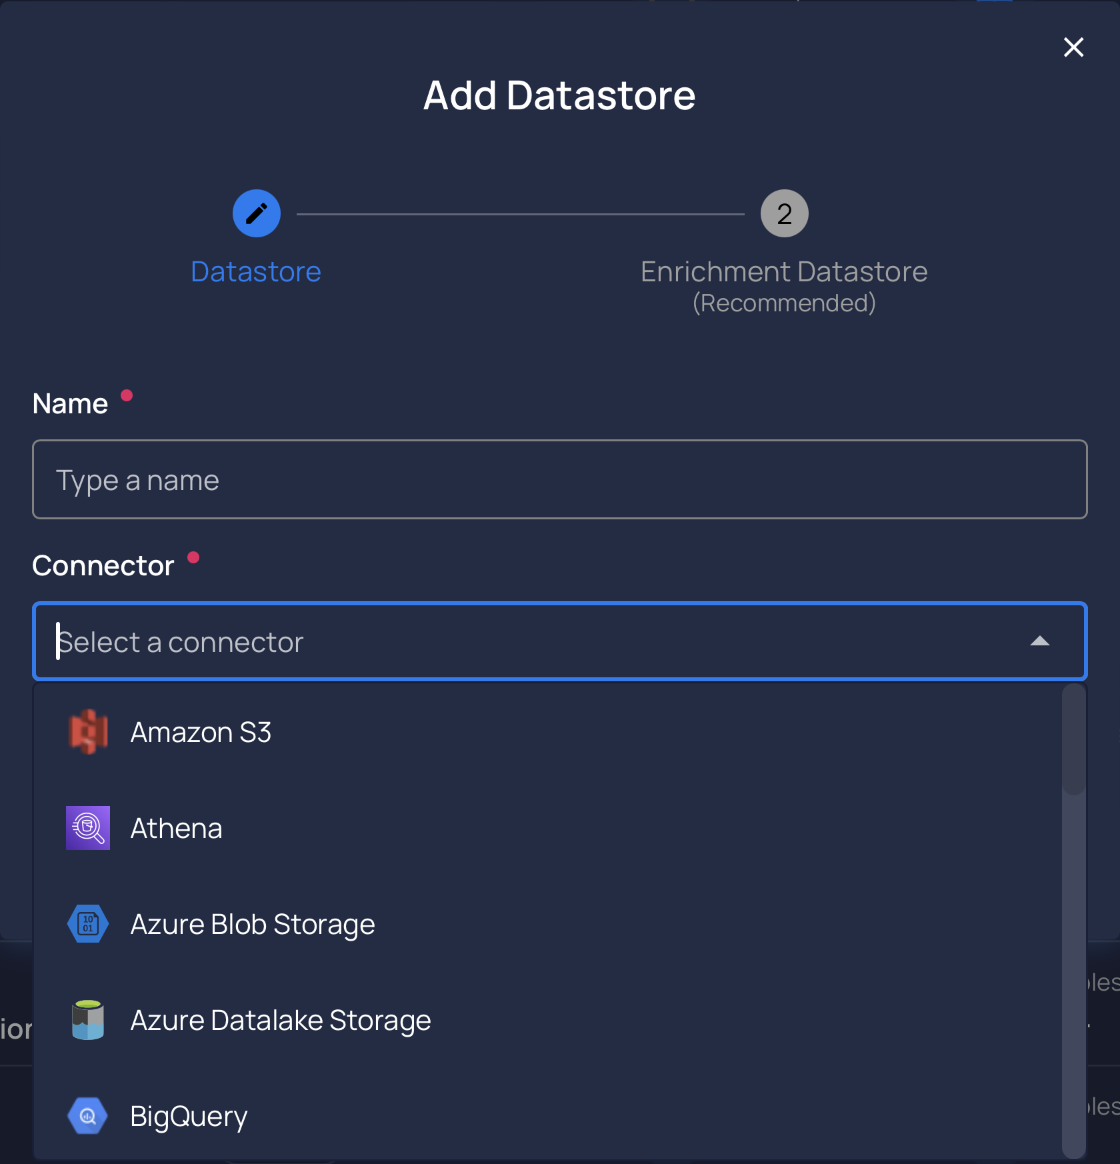 Add Datastore
2
Datastore
Enrichment Datastore
(Recommended)
Name
Type a name
Connector
Select a connector
Amazon S3
Athena
Azure Blob Storage
Azure Datalake Storage
BigQuery